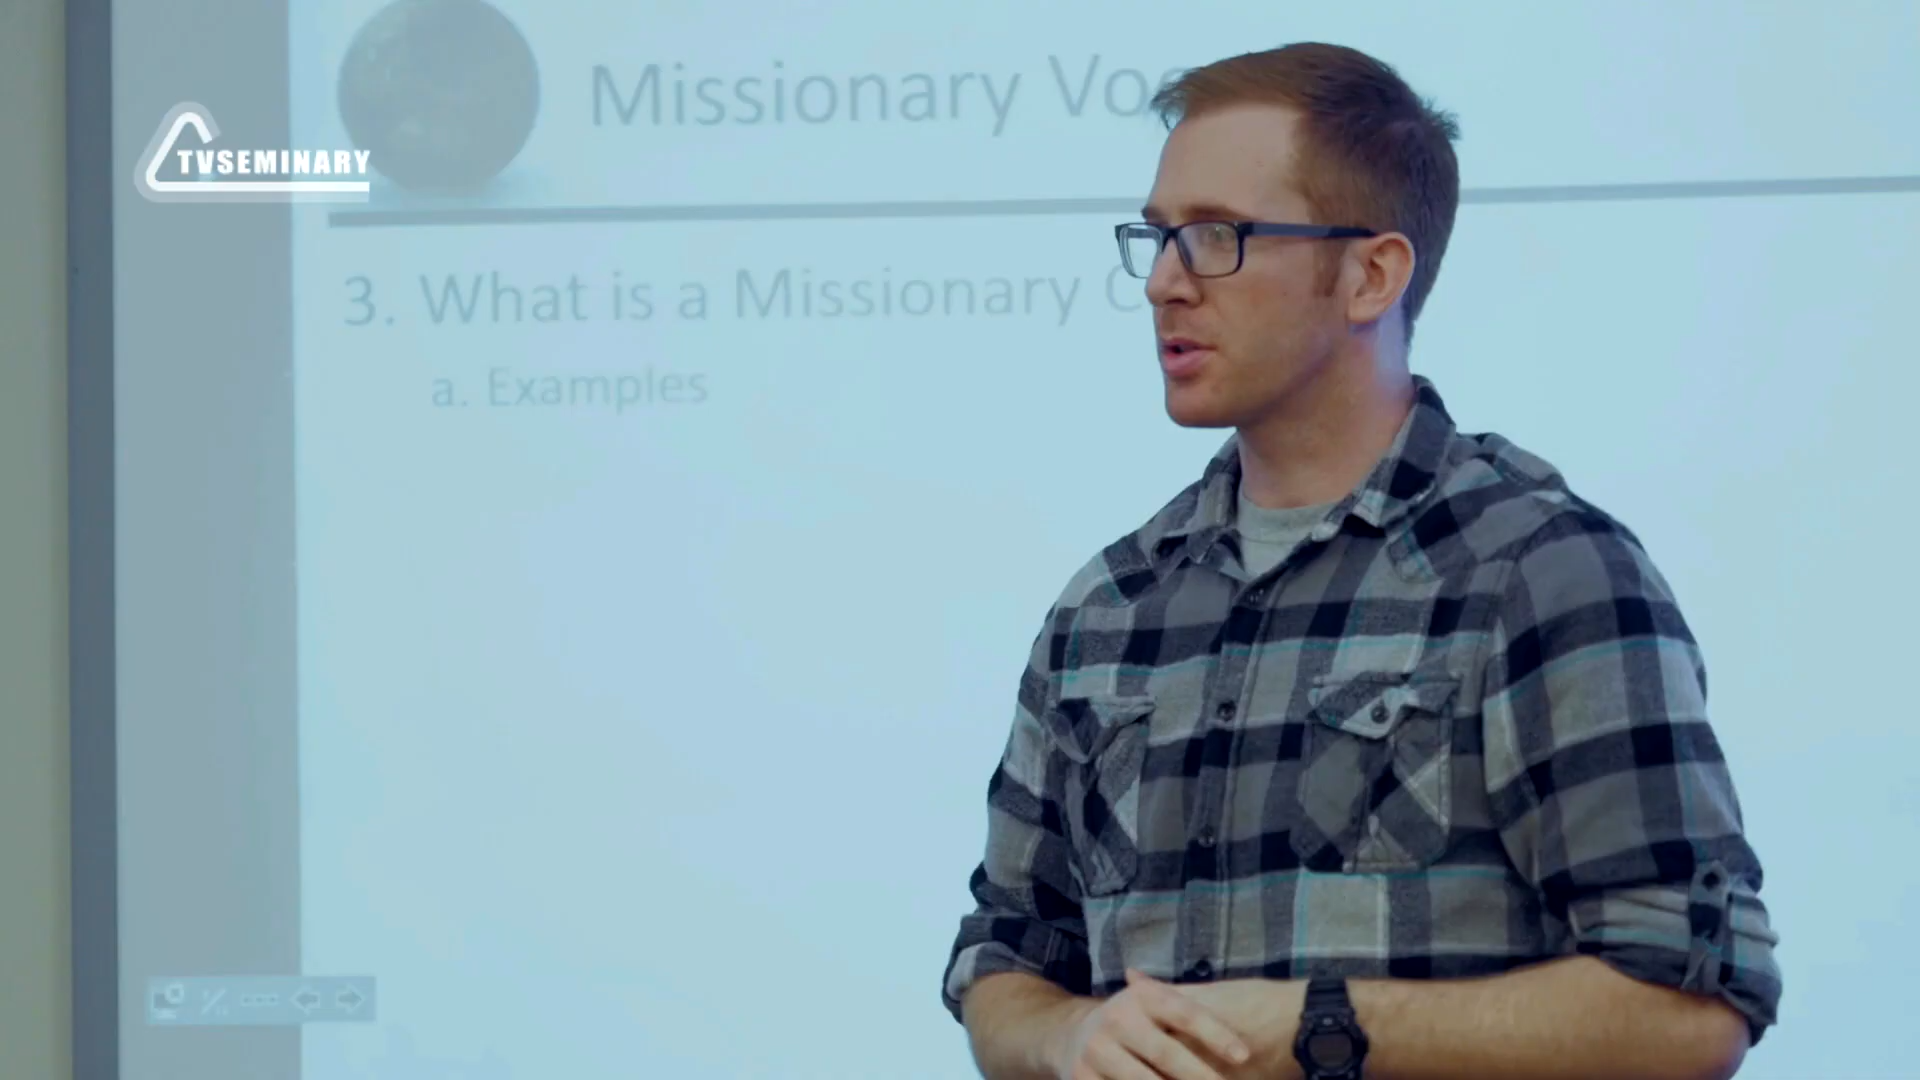 Missionary Vo
TVSEMINARY
3. What is a Missionary C
a. Examples